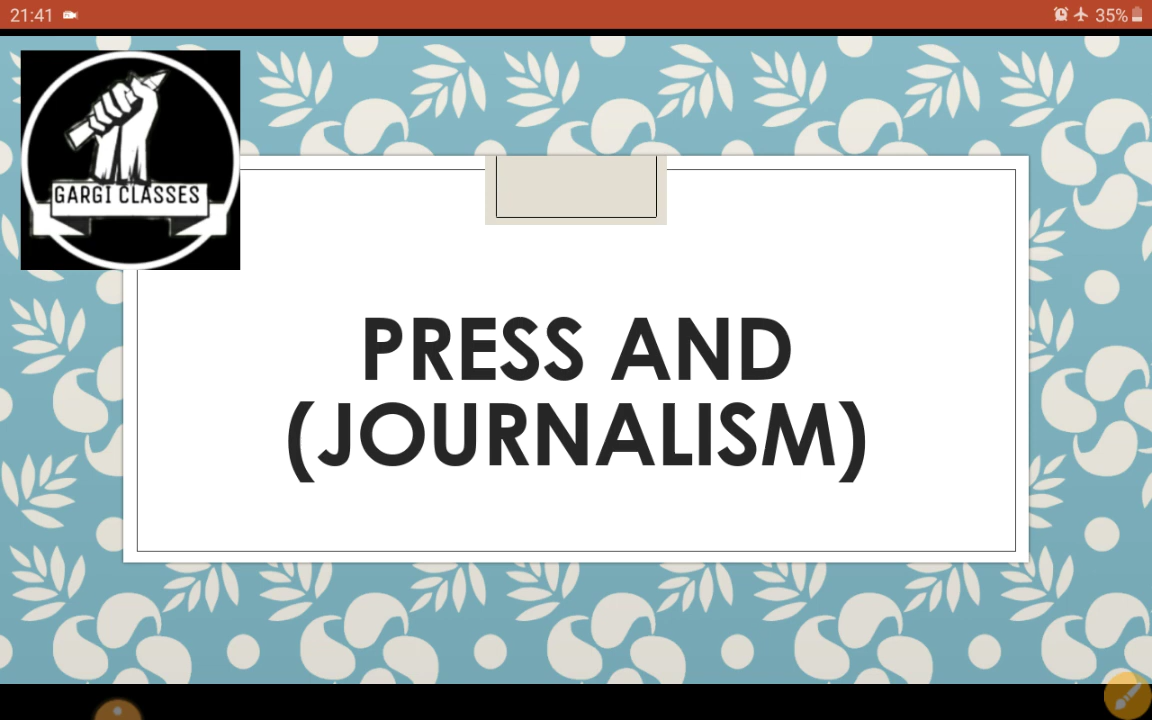 21:41
35%
GARGI CLASSES
PRESS AND
(JOURNALISM)